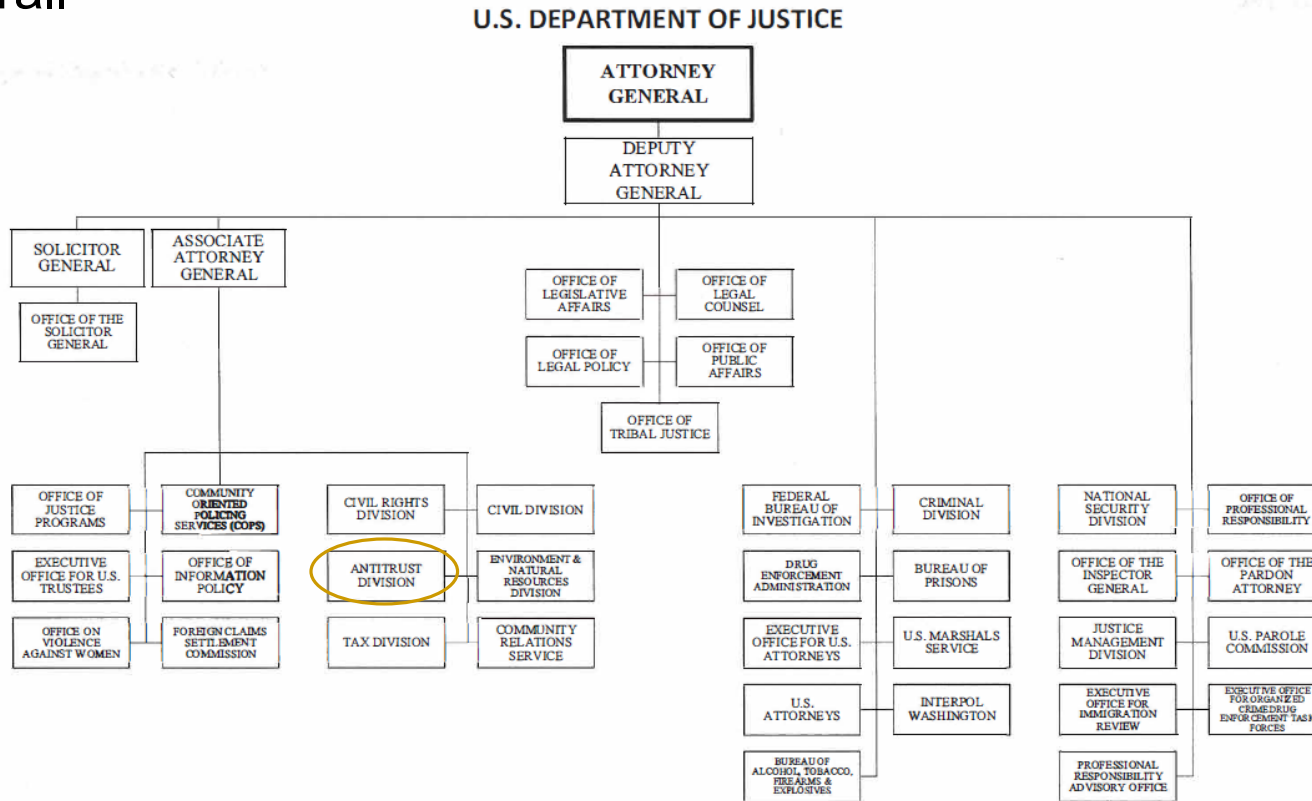 U.S. DEPARTMENT OF JUSTICE
ATTORNEY
GENERAL
DEPUTY
ATTORNEY
GENERAL
SOLICITOR
GENERAL
ASSOCIATE
ATTORNEY
GENERAL
OFFICE OF THE
SOLICITOR
GENERAL
OFFICE OF
LEGISLATIVE
AFFAIRS
OFFICE OF
LEGAL
COUNSEL
OFFICE OF
LEGAL POLICY
OFFICE OF
PUBLIC
AFFAIRS
OFFICE OF
TRIBAL JUSTICE
OFFICE OF
JUSTICE
PROGRAMS
COMMUNITY
ORIENTED
POLICING
SERVICES (COPS)
EXECUTIVE
OFFICE FOR U.S.
TRUSTEES
OFFICE OF
INFORMATION
POLICY
OFFICE ON
VIOLENCE
AGAINST WOMEN
FOREIGN CLAIMS
SETTLEMENT
COMMISSION
CIVIL RIGHTS
DIVISION
CIVIL DIVISION
ANTITRUST
DIVISION
ENVIRONMENT &
NATURAL
RESOURCES
DIVISION
TAX DIVISION
COMMUNITY
RELATIONS
SERVICE
FEDERAL
BUREAU OF
INVESTIGATION
CRIMINAL
DIVISION
DRUG
ENFORCEMENT
ADMINISTRATION
BUREAU OF
PRISONS
EXECUTIVE
OFFICE FOR U.S.
ATTORNEYS
U.S. MARSHALS
SERVICE
U.S.
ATTORNEYS
INTERPOL
WASHINGTON
BUREAU OF
ALCOHOL, TOBACCO,
FIREARMS &
EXPLOSIVES
NATIONAL
SECURITY
DIVISION
OFFICE OF
PROFESSIONAL
RESPONSIBILITY
OFFICE OF THE
INSPECTOR
GENERAL
OFFICE OF THE
PARDON
ATTORNEY
JUSTICE
MANAGEMENT
DIVISION
U.S. PAROLE
COMMISSION
EXECUTIVE
OFFICE FOR
IMMIGRATION
REVIEW
EXECUTIVE OFFICE
FOR ORGANIZED
CRIME DRUG
ENFORCEMENT TASK
FORCES
PROFESSIONAL
RESPONSIBILITY
ADVISORY OFFICE